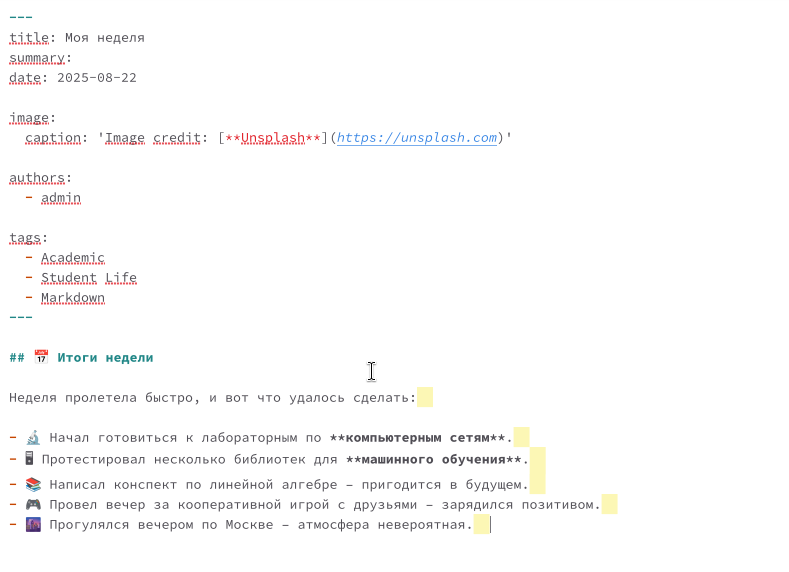 ---
title: Моя неделя
summary:
date: 2025-08-22

image:
  caption: 'Image credit: [**Unsplash**](https://unsplash.com)'

authors:
  - admin

tags:
  - Academic
  - Student Life
  - Markdown
---

## 📅 Итоги недели

Неделя пролетела быстро, и вот что удалось сделать:

- 🔬 Начал готовиться к лабораторным по **компьютерным сетям**.
- 🖥 Протестировал несколько библиотек для **машинного обучения**.
- 📚 Написал конспект по линейной алгебре – пригодится в будущем.
- 🎮 Провел вечер за кооперативной игрой с друзьями – зарядился позитивом.
- 🌆 Прогулялся вечером по Москве – атмосфера невероятная.